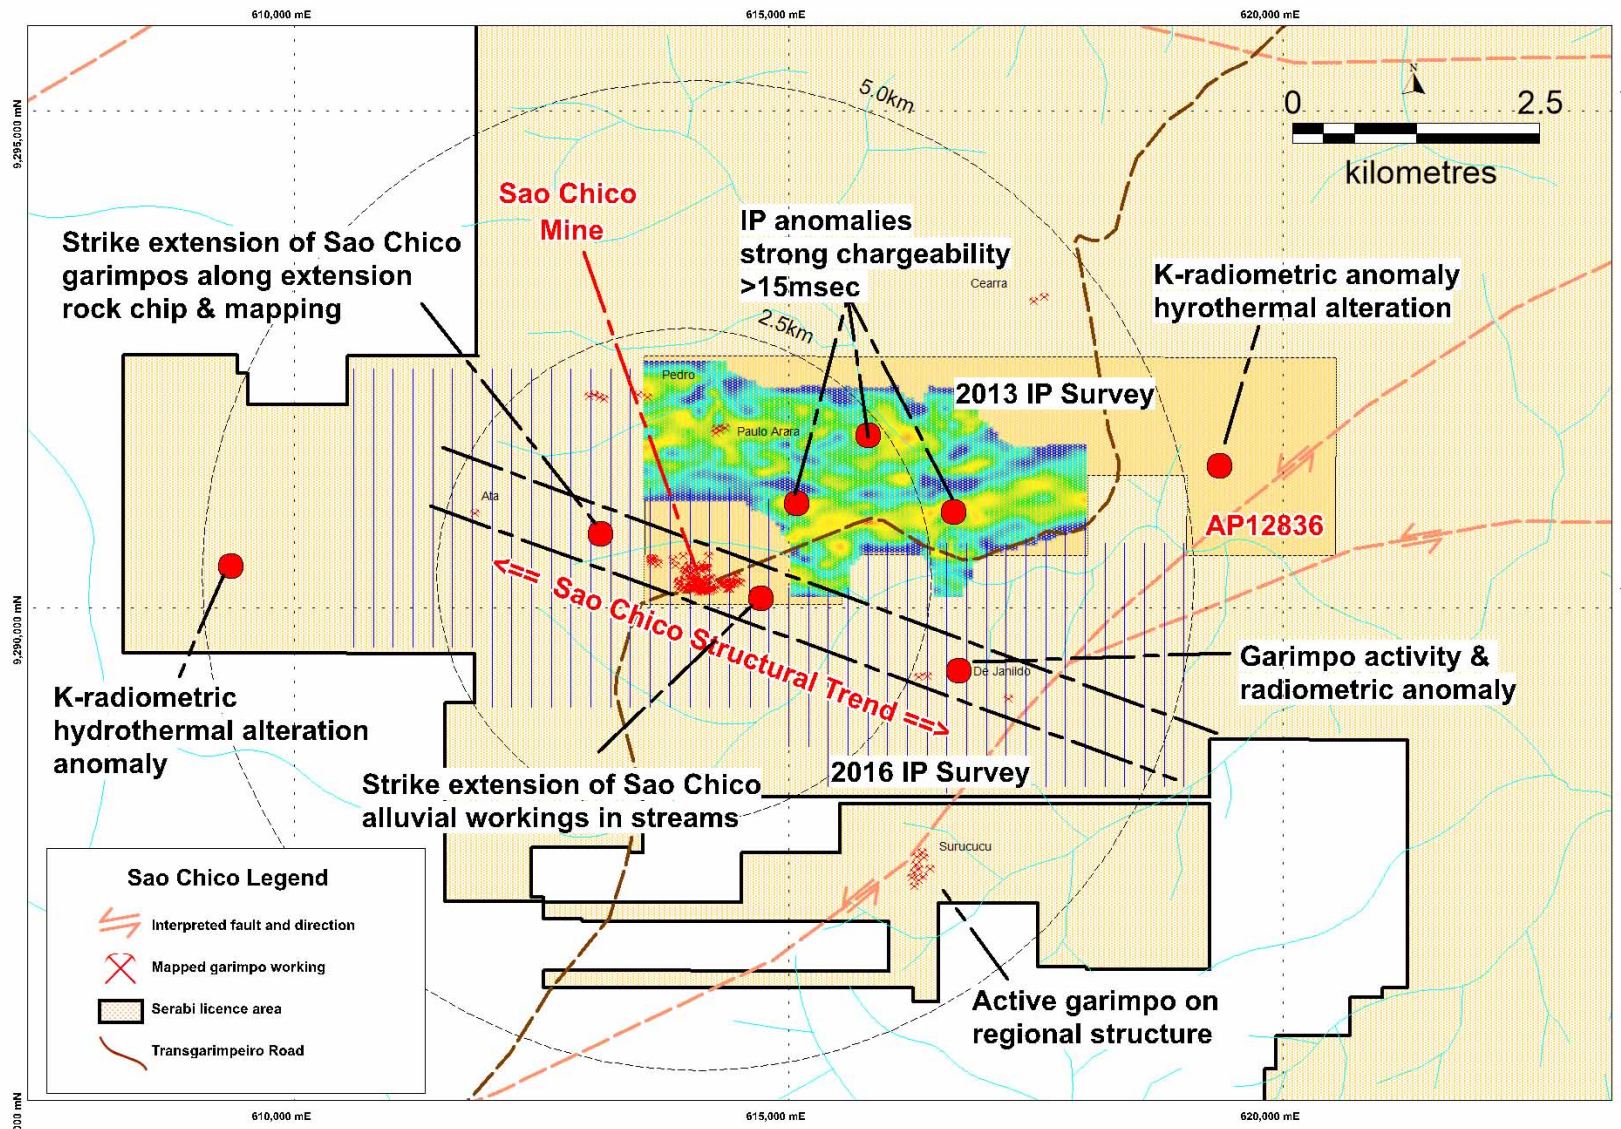 610,000 mE
615,000 mE
620,000 mE
9,295,000 mN
5.0km
N
0 2.5
kilometres
Sao Chico
Mine
IP anomalies
strong chargeability
>15msec
Cearra
Strike extension of Sao Chico
garimpos along extension
rock chip & mapping
K-radiometric anomaly
hyrothermal alteration
2.5km
Pedro
2013 IP Survey
Paulo Arara
Ata
AP12836
<== Sao Chico Structural Trend ==>
9,290,000 mN
De Janildo
Garimpo activity &
radiometric anomaly
K-radiometric
hydrothermal alteration
anomaly
2016 IP Survey
Strike extension of Sao Chico
alluvial workings in streams
Surucucu
Sao Chico Legend
Interpreted fault and direction
Mapped garimpo working
Serabi licence area
Transgarimpeiro Road
Active garimpo on
regional structure
000 mN
610,000 mE
615,000 mE
620,000 mE